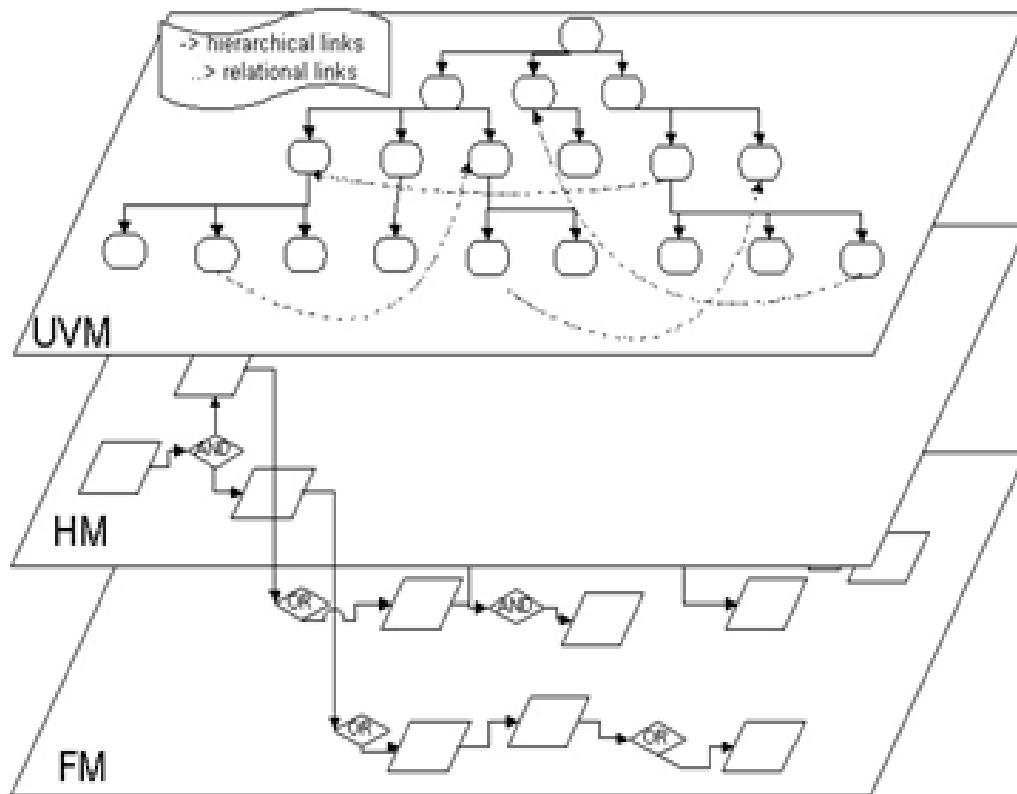 -> hierarchical links
..> relational links
UVM
AND
HM
OR
AND
OR
OR
FM